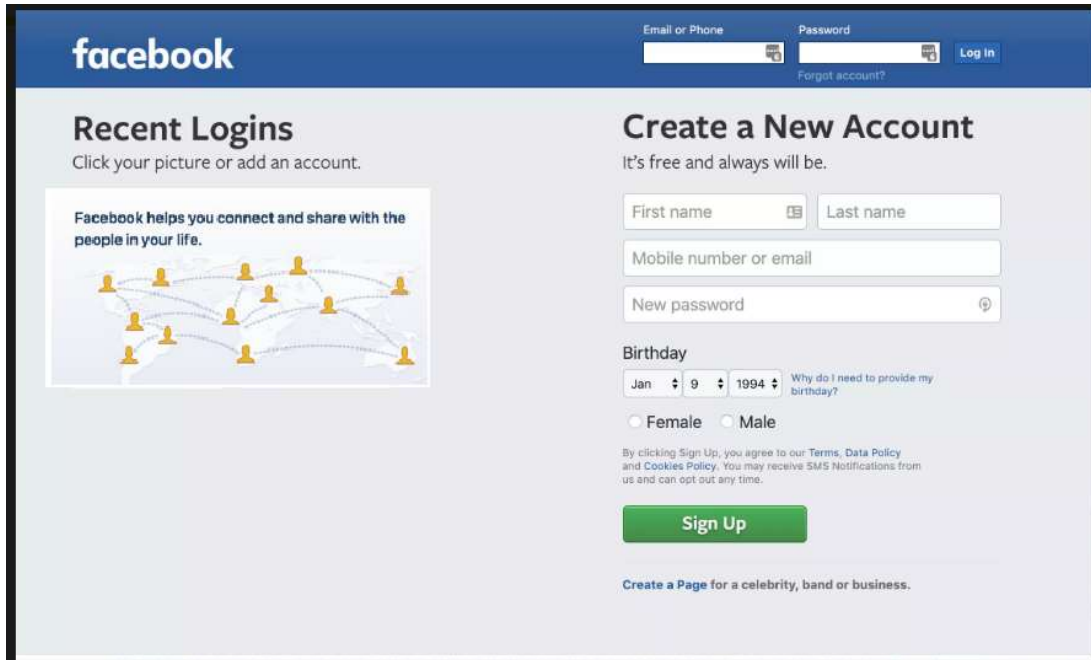 facebook
Email or Phone
Password
Log In
Forgot account?
Recent Logins
Click your picture or add an account.
Facebook helps you connect and share with the
people in your life.
Create a New Account
It's free and always will be.
First name
Last name
Mobile number or email
New password
Birthday
Jan 9 1994
Why do I need to provide my
birthday?
Female Male
By clicking Sign Up, you agree to our Terms, Data Policy
and Cookies Policy. You may receive SMS Notifications from
us and can opt out any time.
Sign Up
Create a Page for a celebrity, band or business.